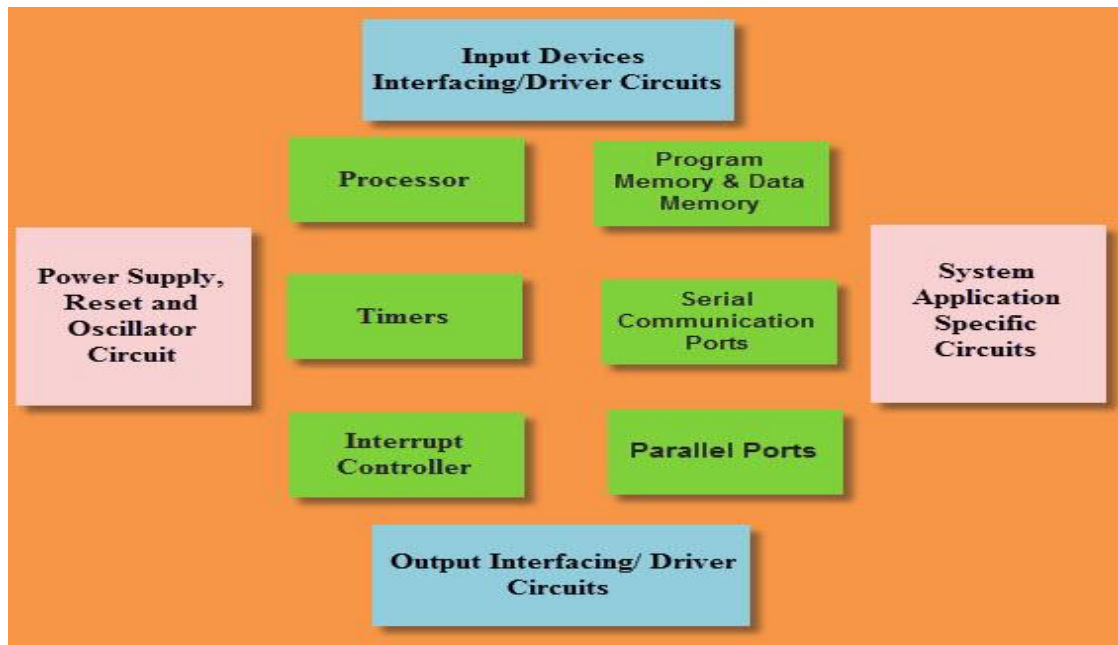 Input Devices
Interfacing/Driver Circuits
Processor
Program
Memory & Data
Memory
Power Supply,
Reset and
Oscillator
Circuit
Timers
Serial
Communication
Ports
System
Application
Specific
Circuits
Interrupt
Controller
Parallel Ports
Output Interfacing/ Driver
Circuits